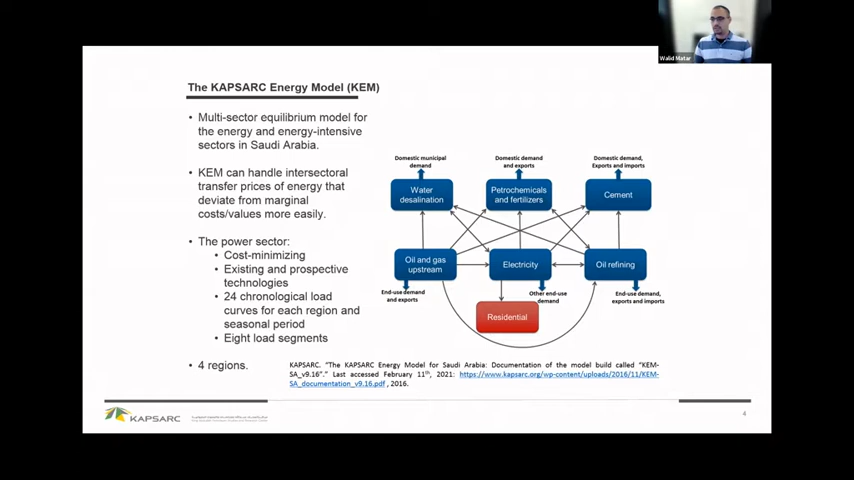 Walid Matar
The KAPSARC Energy Model (KEM)
• Multi-sector equilibrium model for
the energy and energy-intensive
sectors in Saudi Arabia.
• KEM can handle intersectoral
transfer prices of energy that
deviate from marginal
costs/values more easily.
• The power sector:
• Cost-minimizing
• Existing and prospective
technologies
• 24 chronological load
curves for each region and
seasonal period
• Eight load segments
• 4 regions.
Domestic municipal
demand
Domestic demand
and exports
Domestic demand,
Exports and imports
Water
desalination
Petrochemicals
and fertilizers
Cement
Oil and gas
upstream
Electricity
Oil refining
End-use demand
and exports
Other end-use
demand
End-use demand,
exports and imports
Residential
KAPSARC. "The KAPSARC Energy Model for Saudi Arabia: Documentation of the model build called "KEM-
SA_v9.16"." Last accessed February 11th, 2021: https://www.kapsarc.org/wp-content/uploads/2016/11/KEM-
SA_documentation_v9.16.pdf , 2016.
KAPSARC
4